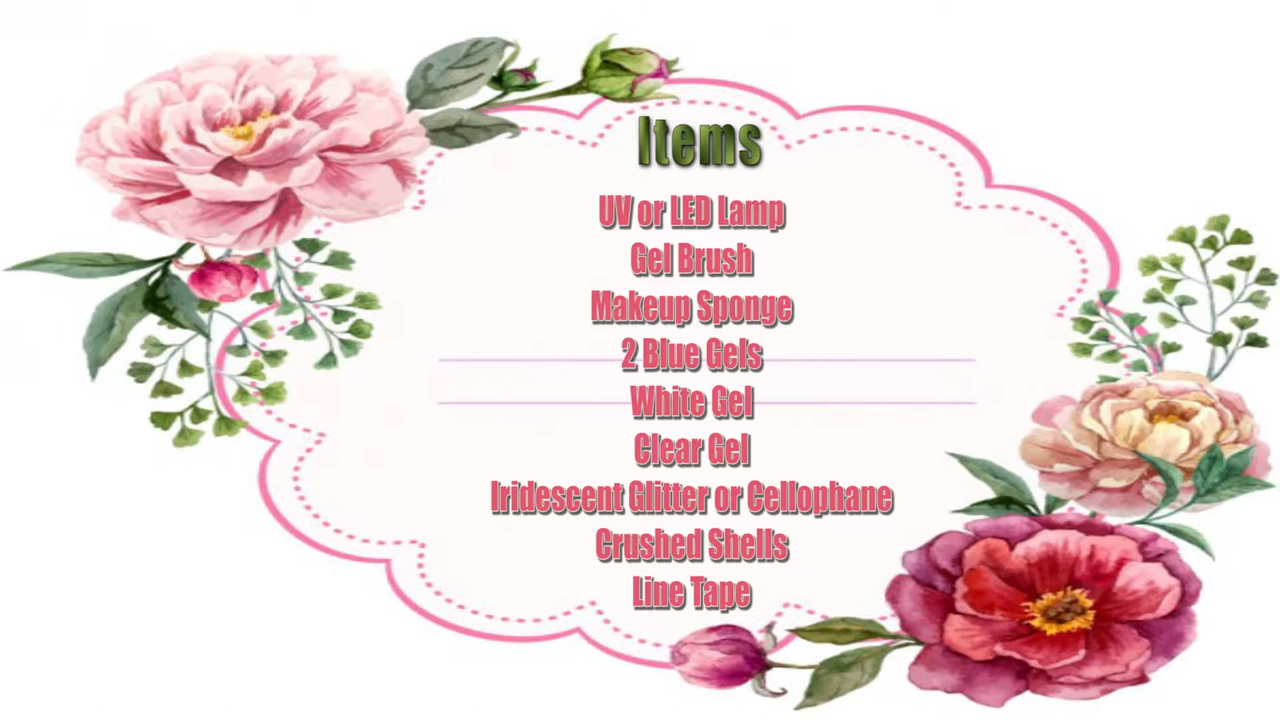 Items
UV or LED Lamp
Gel Brush
Makeup Sponge
2 Blue Gels
White Gel
Clear Gel
Iridescent Glitter or Cellophane
Crushed Shells
Line Tape